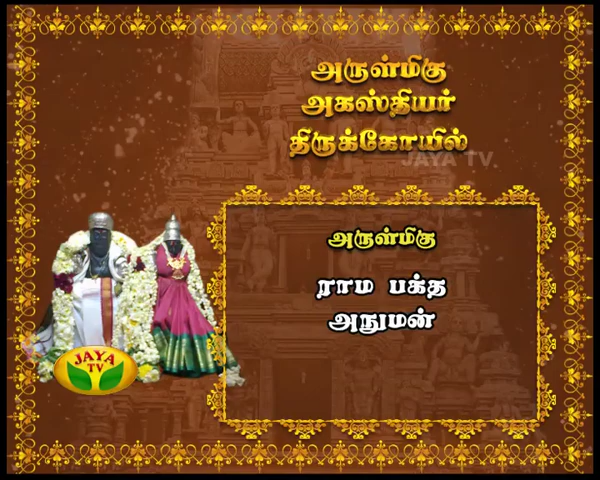 அருள்மிகு
அகஸ்தியர்
திருக்கோயில்
JAYA TV
அருள்மிகு
ராம பக்த
அநுமன்
JAYA
TV